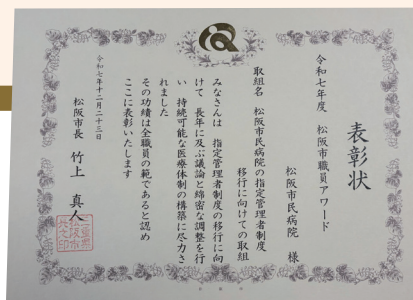 表彰状
令和七年度 松阪市職員アワード
松阪市民病院 様
取組名 松阪市民病院の指定管理者制度
移行に向けての取組
みなさんは 指定管理者制度の移行に向
けて 長年に及ぶ議論と綿密な調整を行
い 持続可能な医療体制の構築に尽力さ
れました
その功績は全職員の範であると認め
ここに表彰いたします
令和七年十二月二十三日
松阪市長 竹上 真人